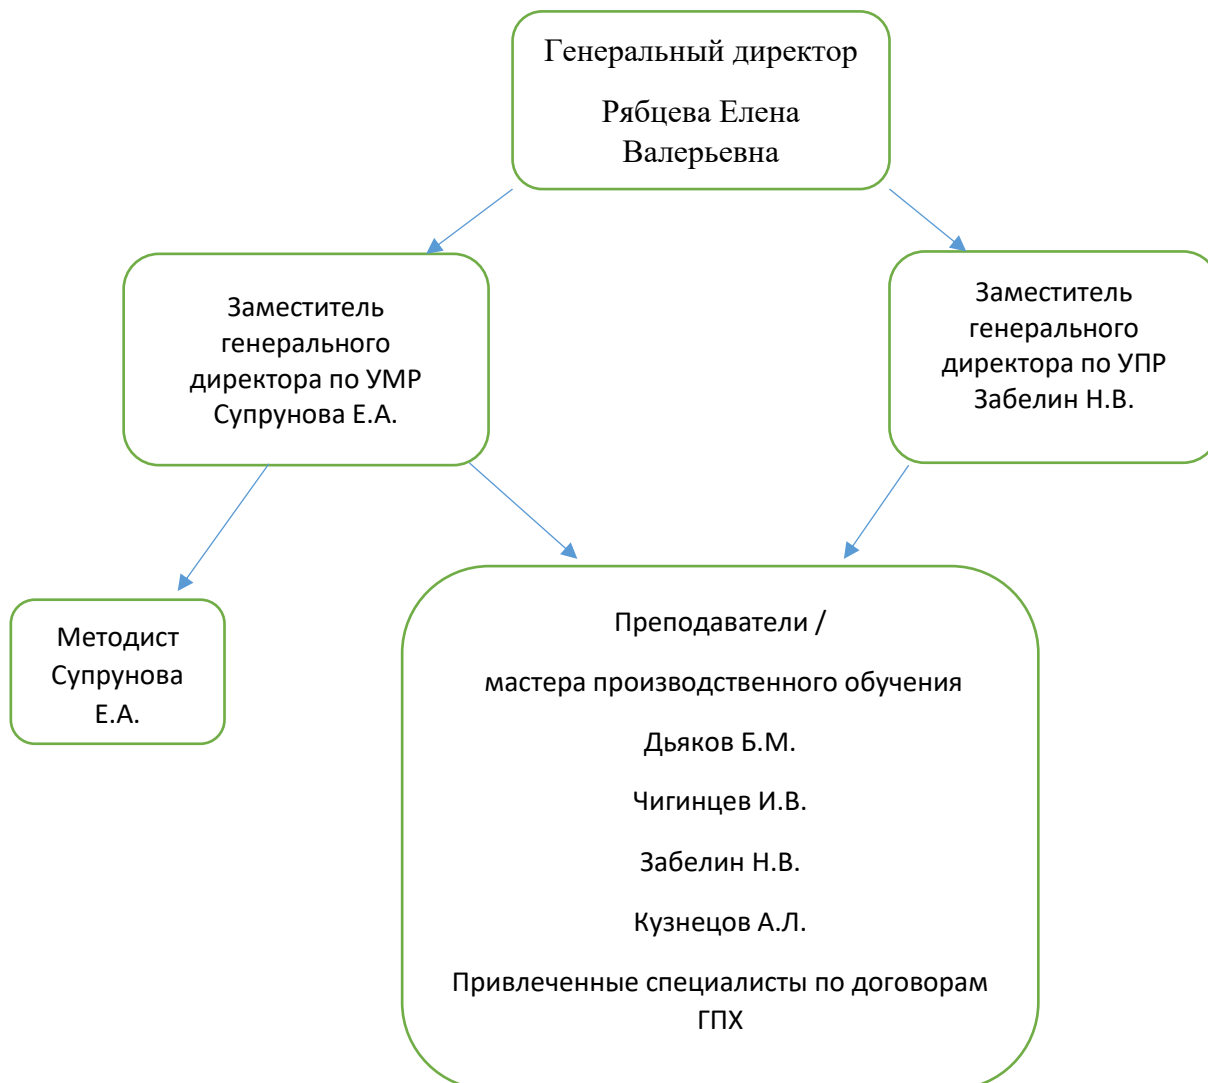 Генеральный директор
Рябцева Елена
Валерьевна
Заместитель
генерального
директора по УМР
Супрунова Е.А.
Заместитель
генерального
директора по УПР
Забелин Н.В.
Методист
Супрунова
Е.А.
Преподаватели /
мастера производственного обучения
Дьяков Б.М.
Чигинцев И.В.
Забелин Н.В.
Кузнецов А.Л.
Привлеченные специалисты по договорам
ГПХ